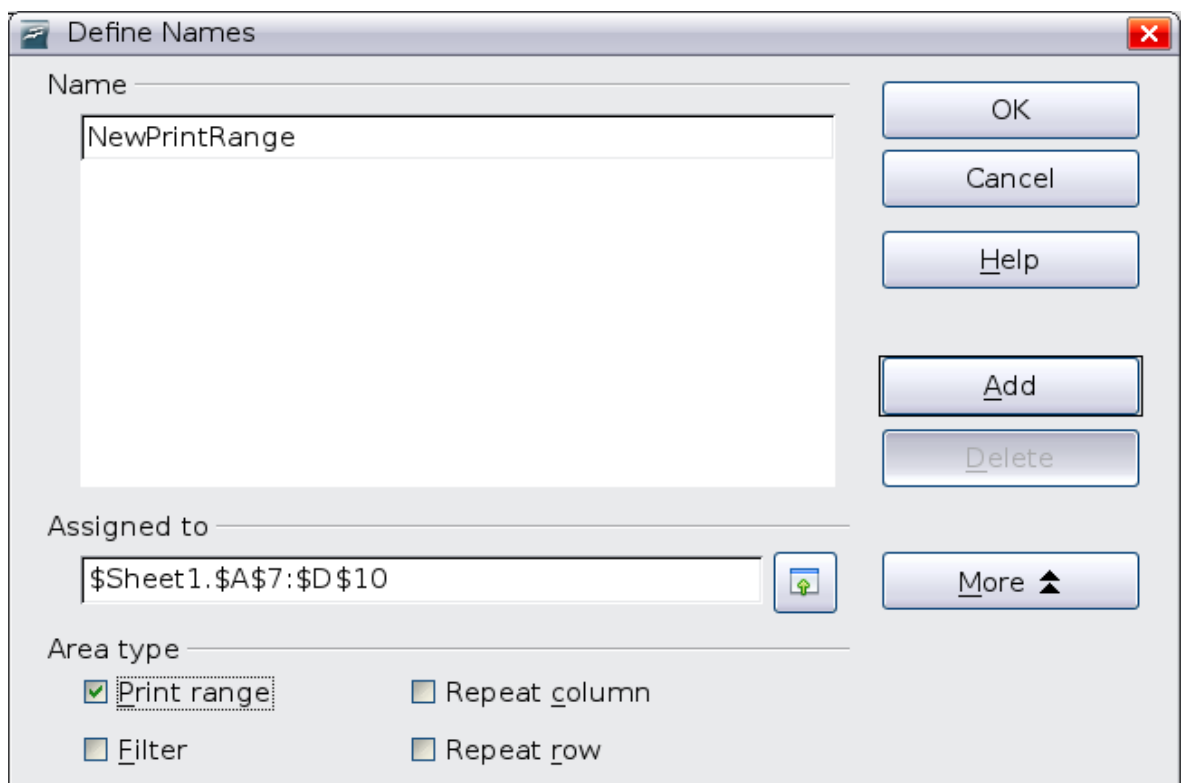 Define Names
Name
OK
NewPrintRange
Cancel
Help
Add
Delete
Assigned to
$Sheet1.$A$7:$D$10
More
Area type
Print range
Repeat column
Filter
Repeat row